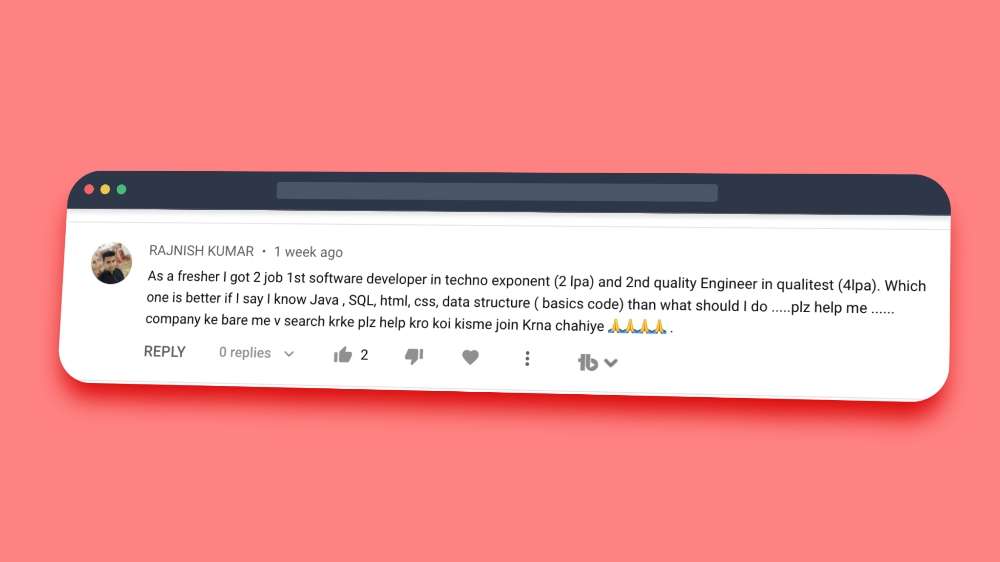 RAJNISH KUMAR • 1 week ago
As a fresher I got 2 job 1st software developer in techno exponent (2 lpa) and 2nd quality Engineer in qualitest (4lpa). Which
one is better if I say I know Java , SQL, html, css, data structure ( basics code) than what should I do .....plz help me ......
company ke bare me v search krke plz help kro koi kisme join Krna chahiye 🙏🙏🙏🙏 .
REPLY 0 replies 2